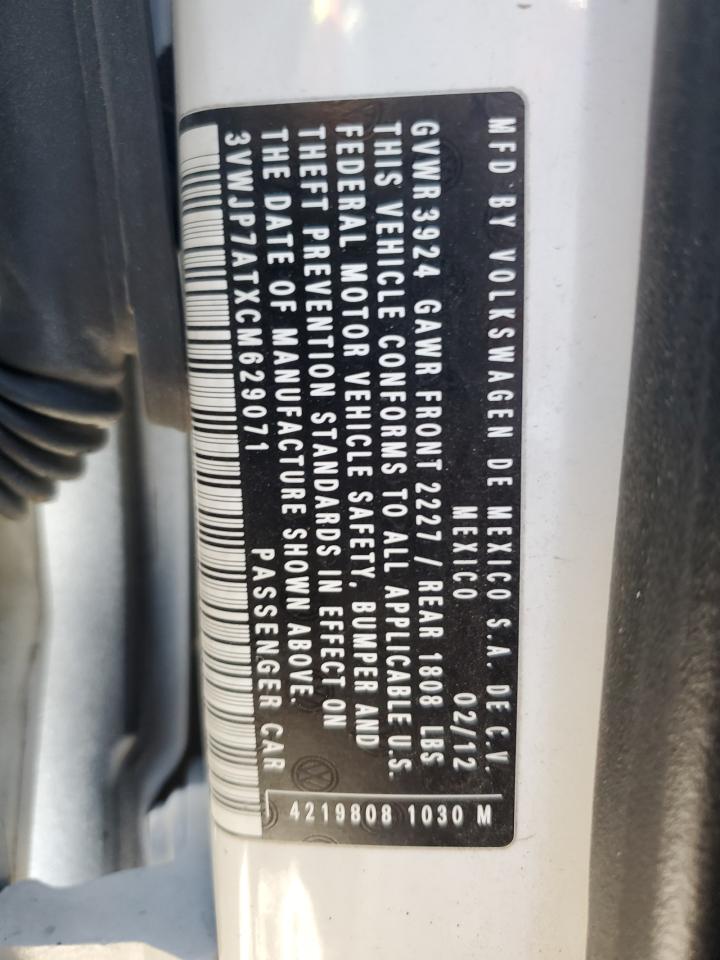 MFD BY VOLKSWAGEN DE MEXICO S.A. DE C.V.
MEXICO 02/12
GVWR 3924 GAWR FRONT 2227 / REAR 1808 LBS
THIS VEHICLE CONFORMS TO ALL APPLICABLE U.S.
FEDERAL MOTOR VEHICLE SAFETY, BUMPER AND
THEFT PREVENTION STANDARDS IN EFFECT ON
THE DATE OF MANUFACTURE SHOWN ABOVE.
3VWJP7ATXCM629071 PASSENGER CAR
4219808 1030 M